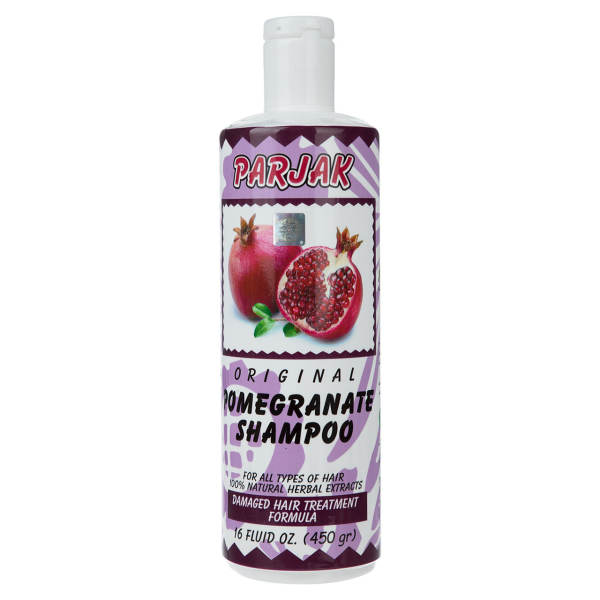 PARJAK
ORIGINAL
POMEGRANATE
SHAMPOO
FOR ALL TYPES OF HAIR
100% NATURAL HERBAL EXTRACTS
DAMAGED HAIR TREATMENT
FORMULA
16 FLUID OZ. (450 gr)